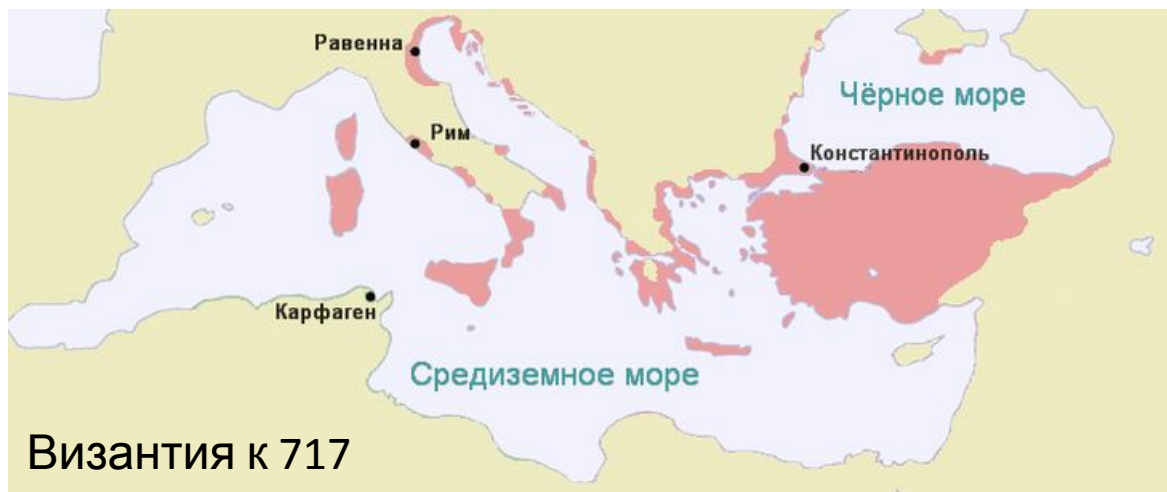 Равенна
Чёрное море
Рим
Константинополь
Карфаген
Средиземное море
Византия к 717